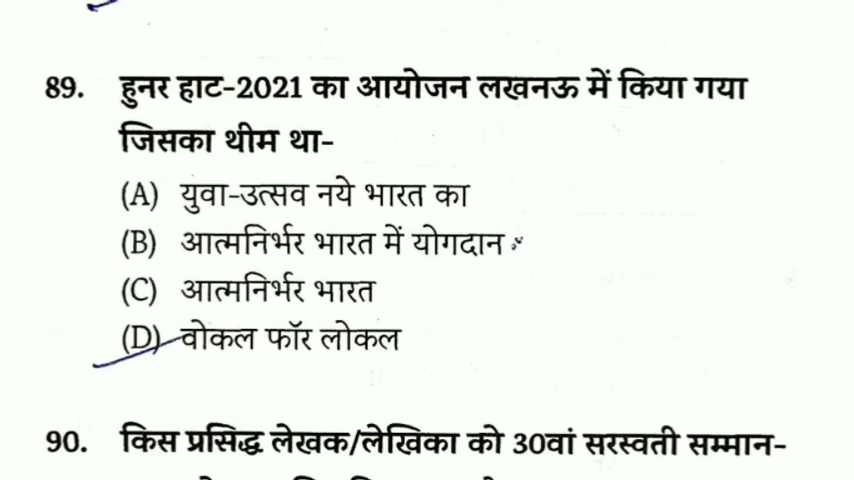 89. हुनर हाट-2021 का आयोजन लखनऊ में किया गया
जिसका थीम था-
(A) युवा-उत्सव नये भारत का
(B) आत्मनिर्भर भारत में योगदान
(C) आत्मनिर्भर भारत
(D) वोकल फॉर लोकल
90. किस प्रसिद्ध लेखक/लेखिका को 30वां सरस्वती सम्मान-